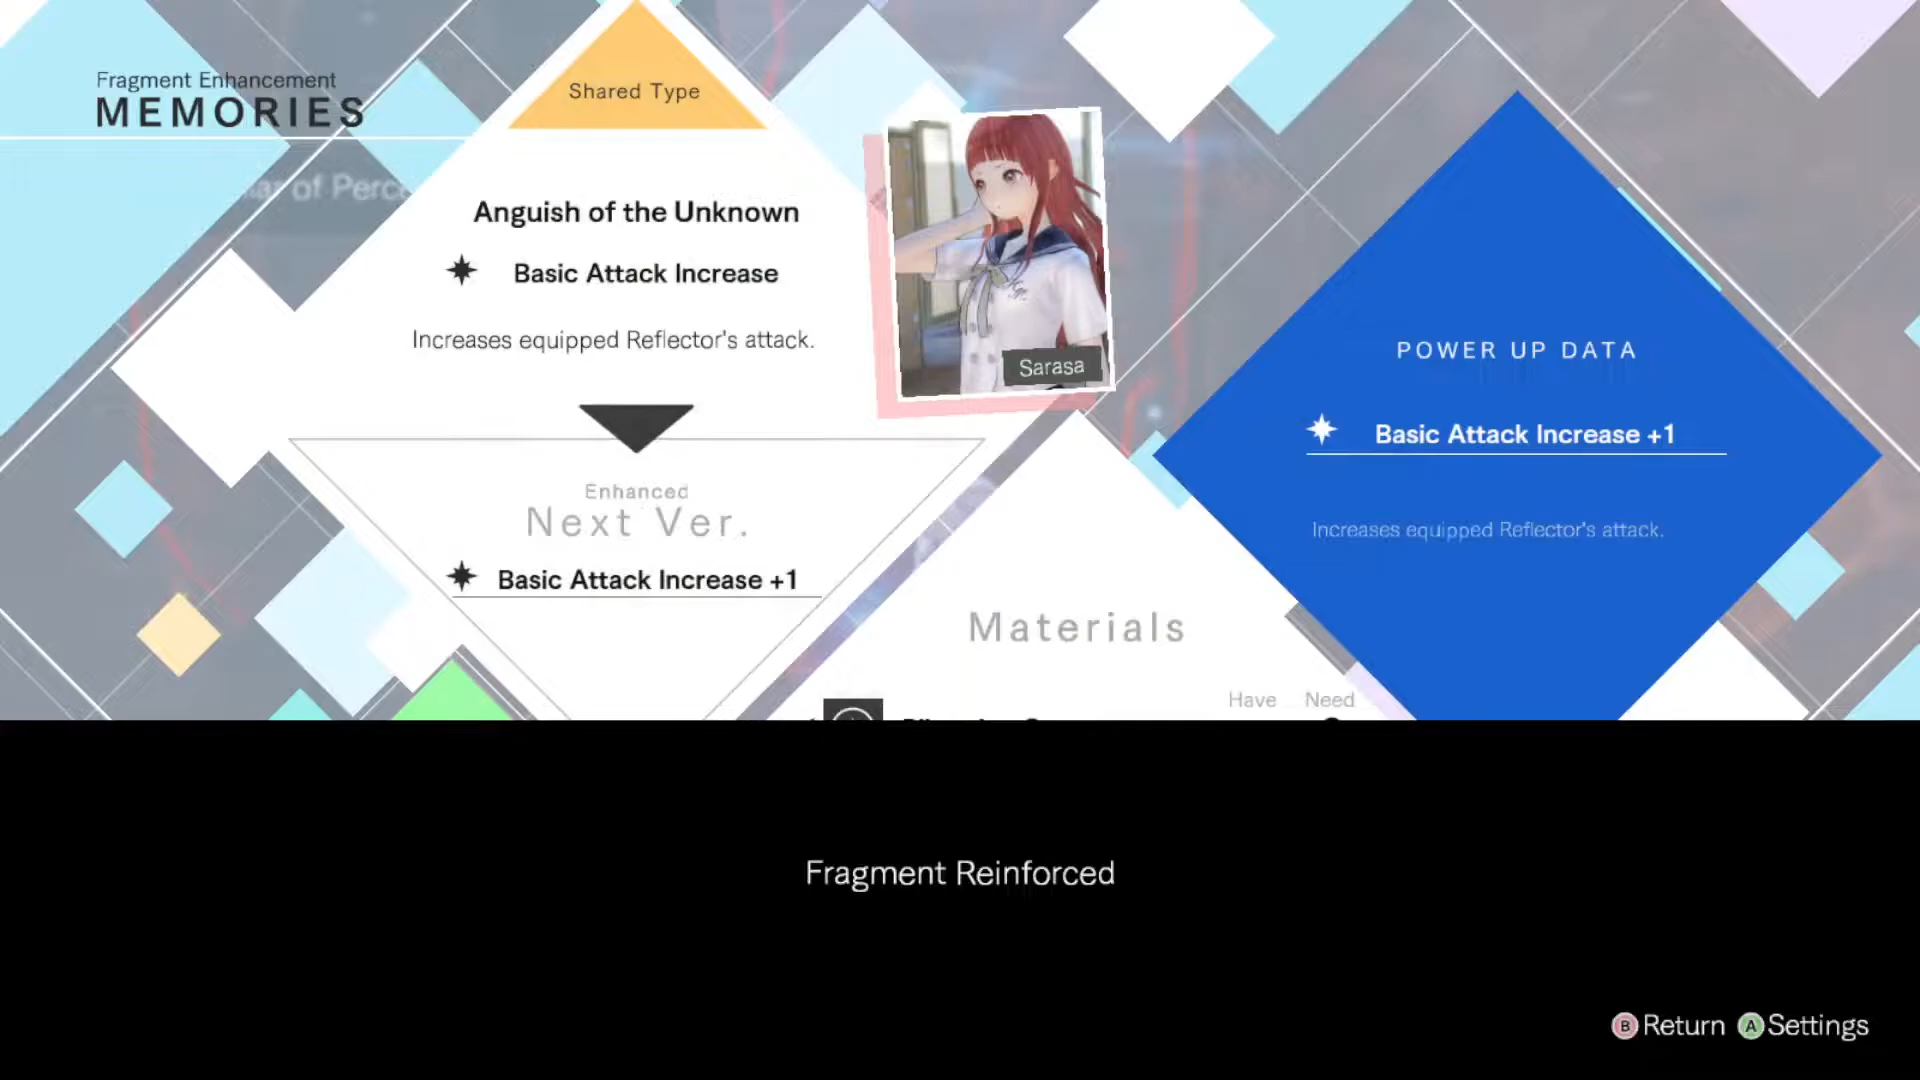 Fragment Enhancement
MEMORIES
Shared Type
of
Anguish of the Unknown
Basic Attack Increase
Increases equipped Reflector's attack.
Sarasa
Enhanced
Next Ver.
Basic Attack Increase +1
Materials
Have Need
POWER UP DATA
Basic Attack Increase +1
Increases equipped Reflector's attack.
Fragment Reinforced
B Return A Settings